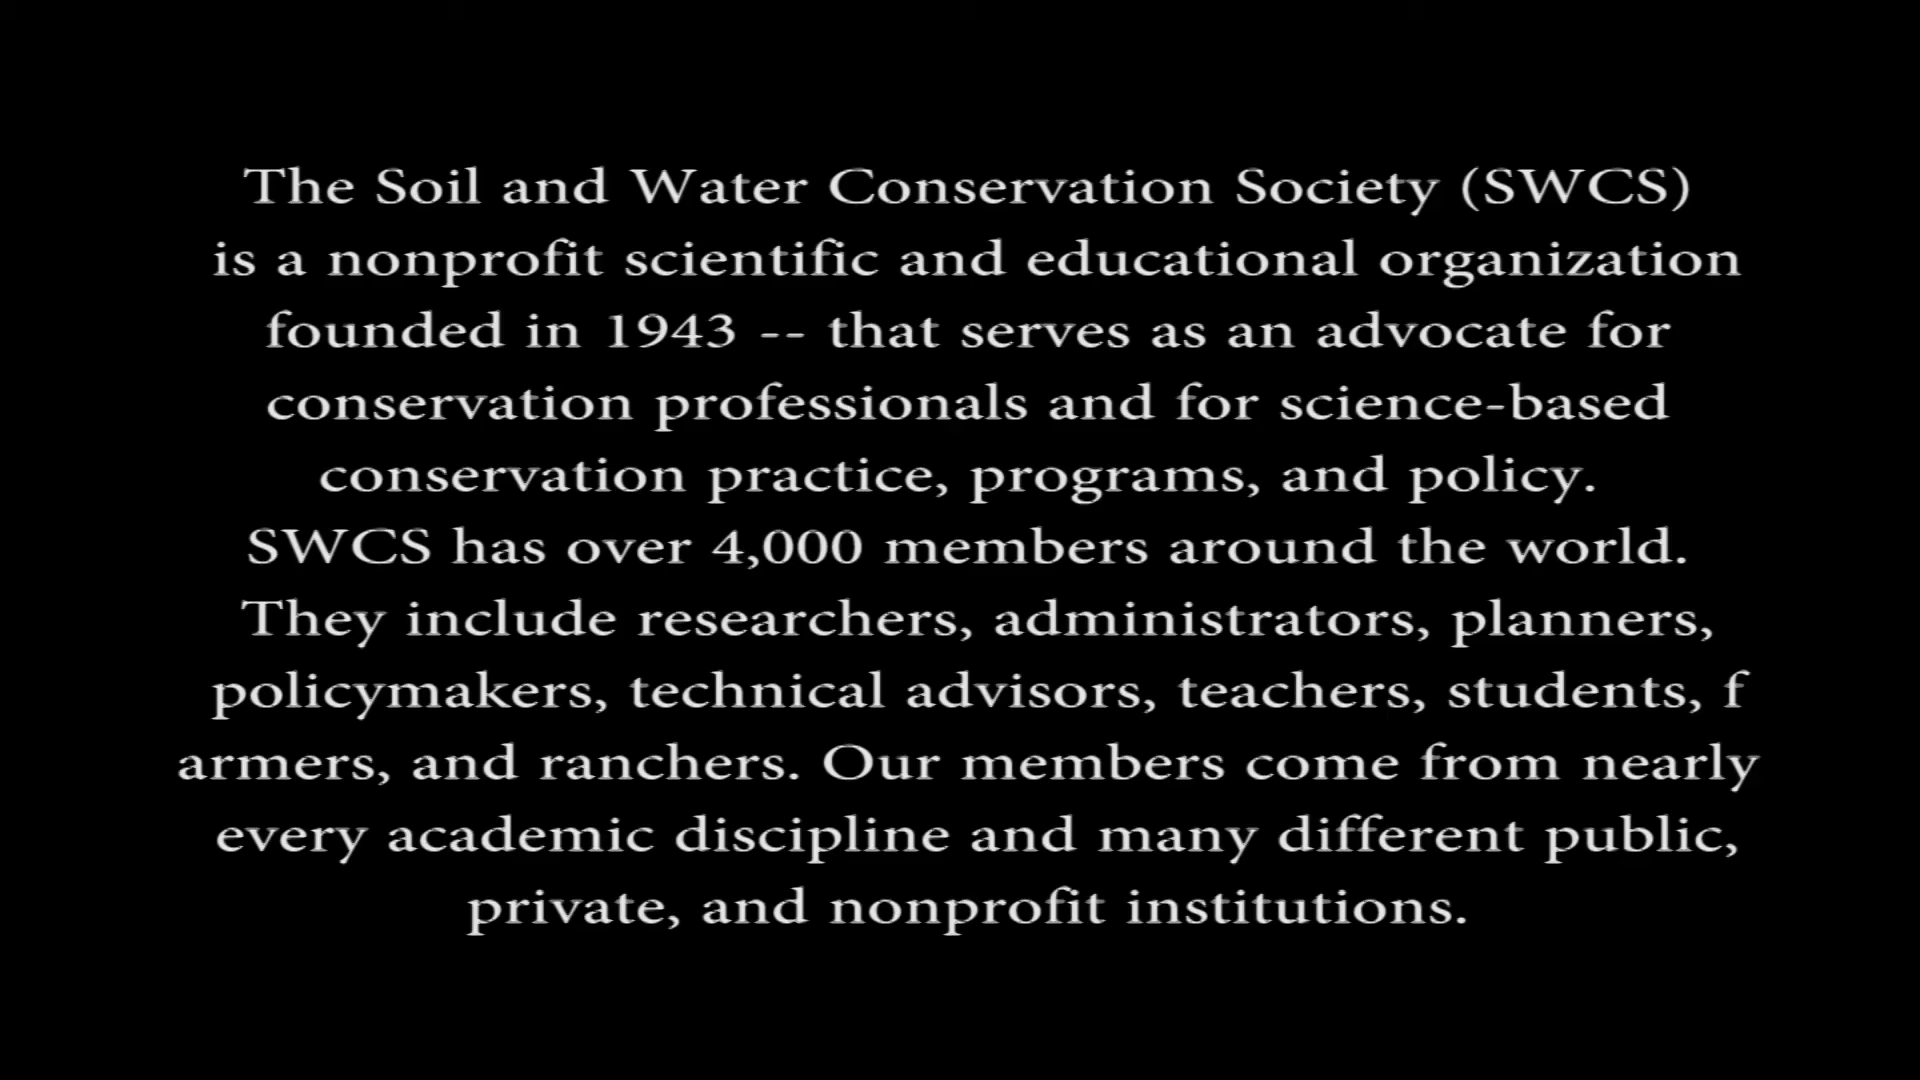 The Soil and Water Conservation Society (SWCS)
is a nonprofit scientific and educational organization
founded in 1943 -- that serves as an advocate for
conservation professionals and for science-based
conservation practice, programs, and policy.
SWCS has over 4,000 members around the world.
They include researchers, administrators, planners,
policymakers, technical advisors, teachers, students, f
armers, and ranchers. Our members come from nearly
every academic discipline and many different public,
private, and nonprofit institutions.